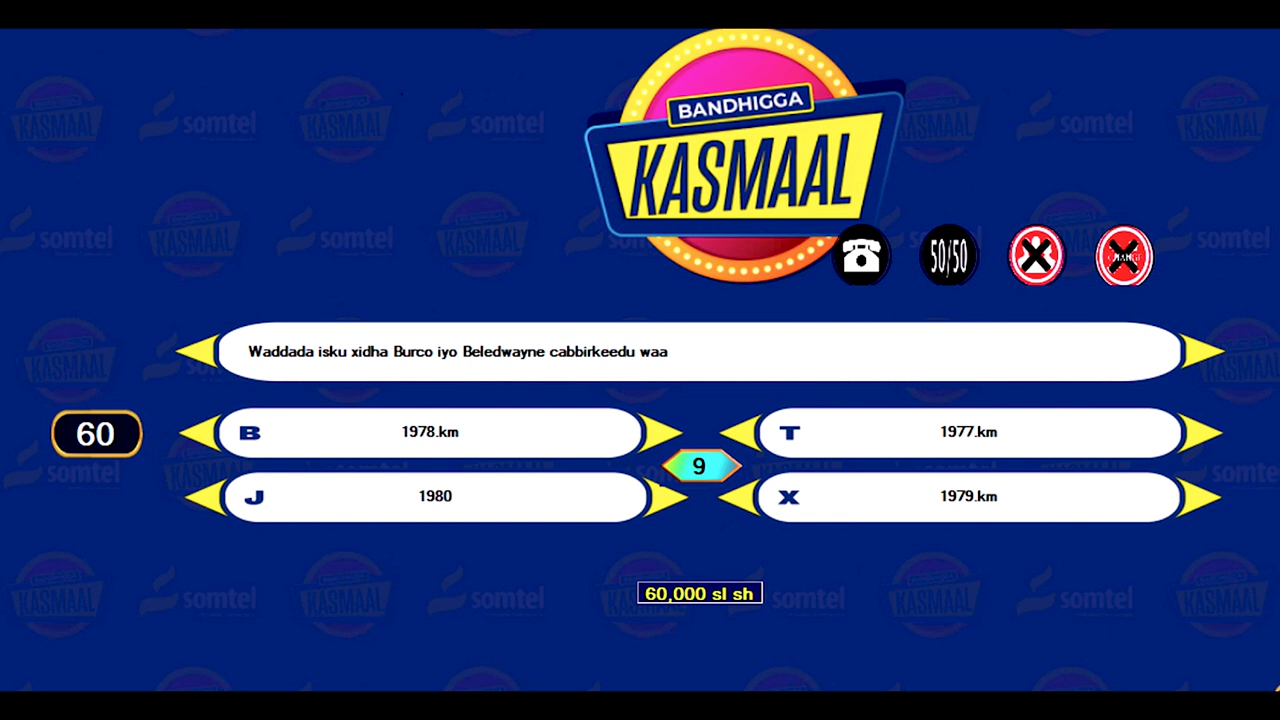 BANDHIGGA
KASMAAL
50/50
Waddada isku xidha Burco iyo Beledwayne cabbirkeedu waa
60
B 1978.km
T 1977.km
9
J 1980
X 1979.km
60,000 sl sh
somtel